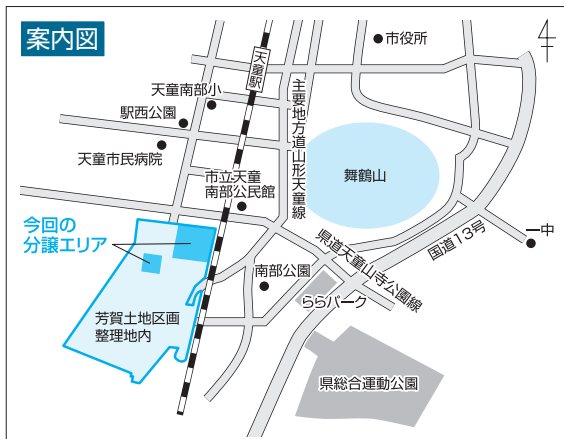 案内図
市役所
天童駅
天童南部小
駅西公園
主要地方道山形天童線
天童市民病院
舞鶴山
市立天童
南部公民館
今回の
分譲エリア
一中
国道13号
県道天童山寺公園線
南部公園
ららパーク
芳賀土地区画
整理地内
県総合運動公園